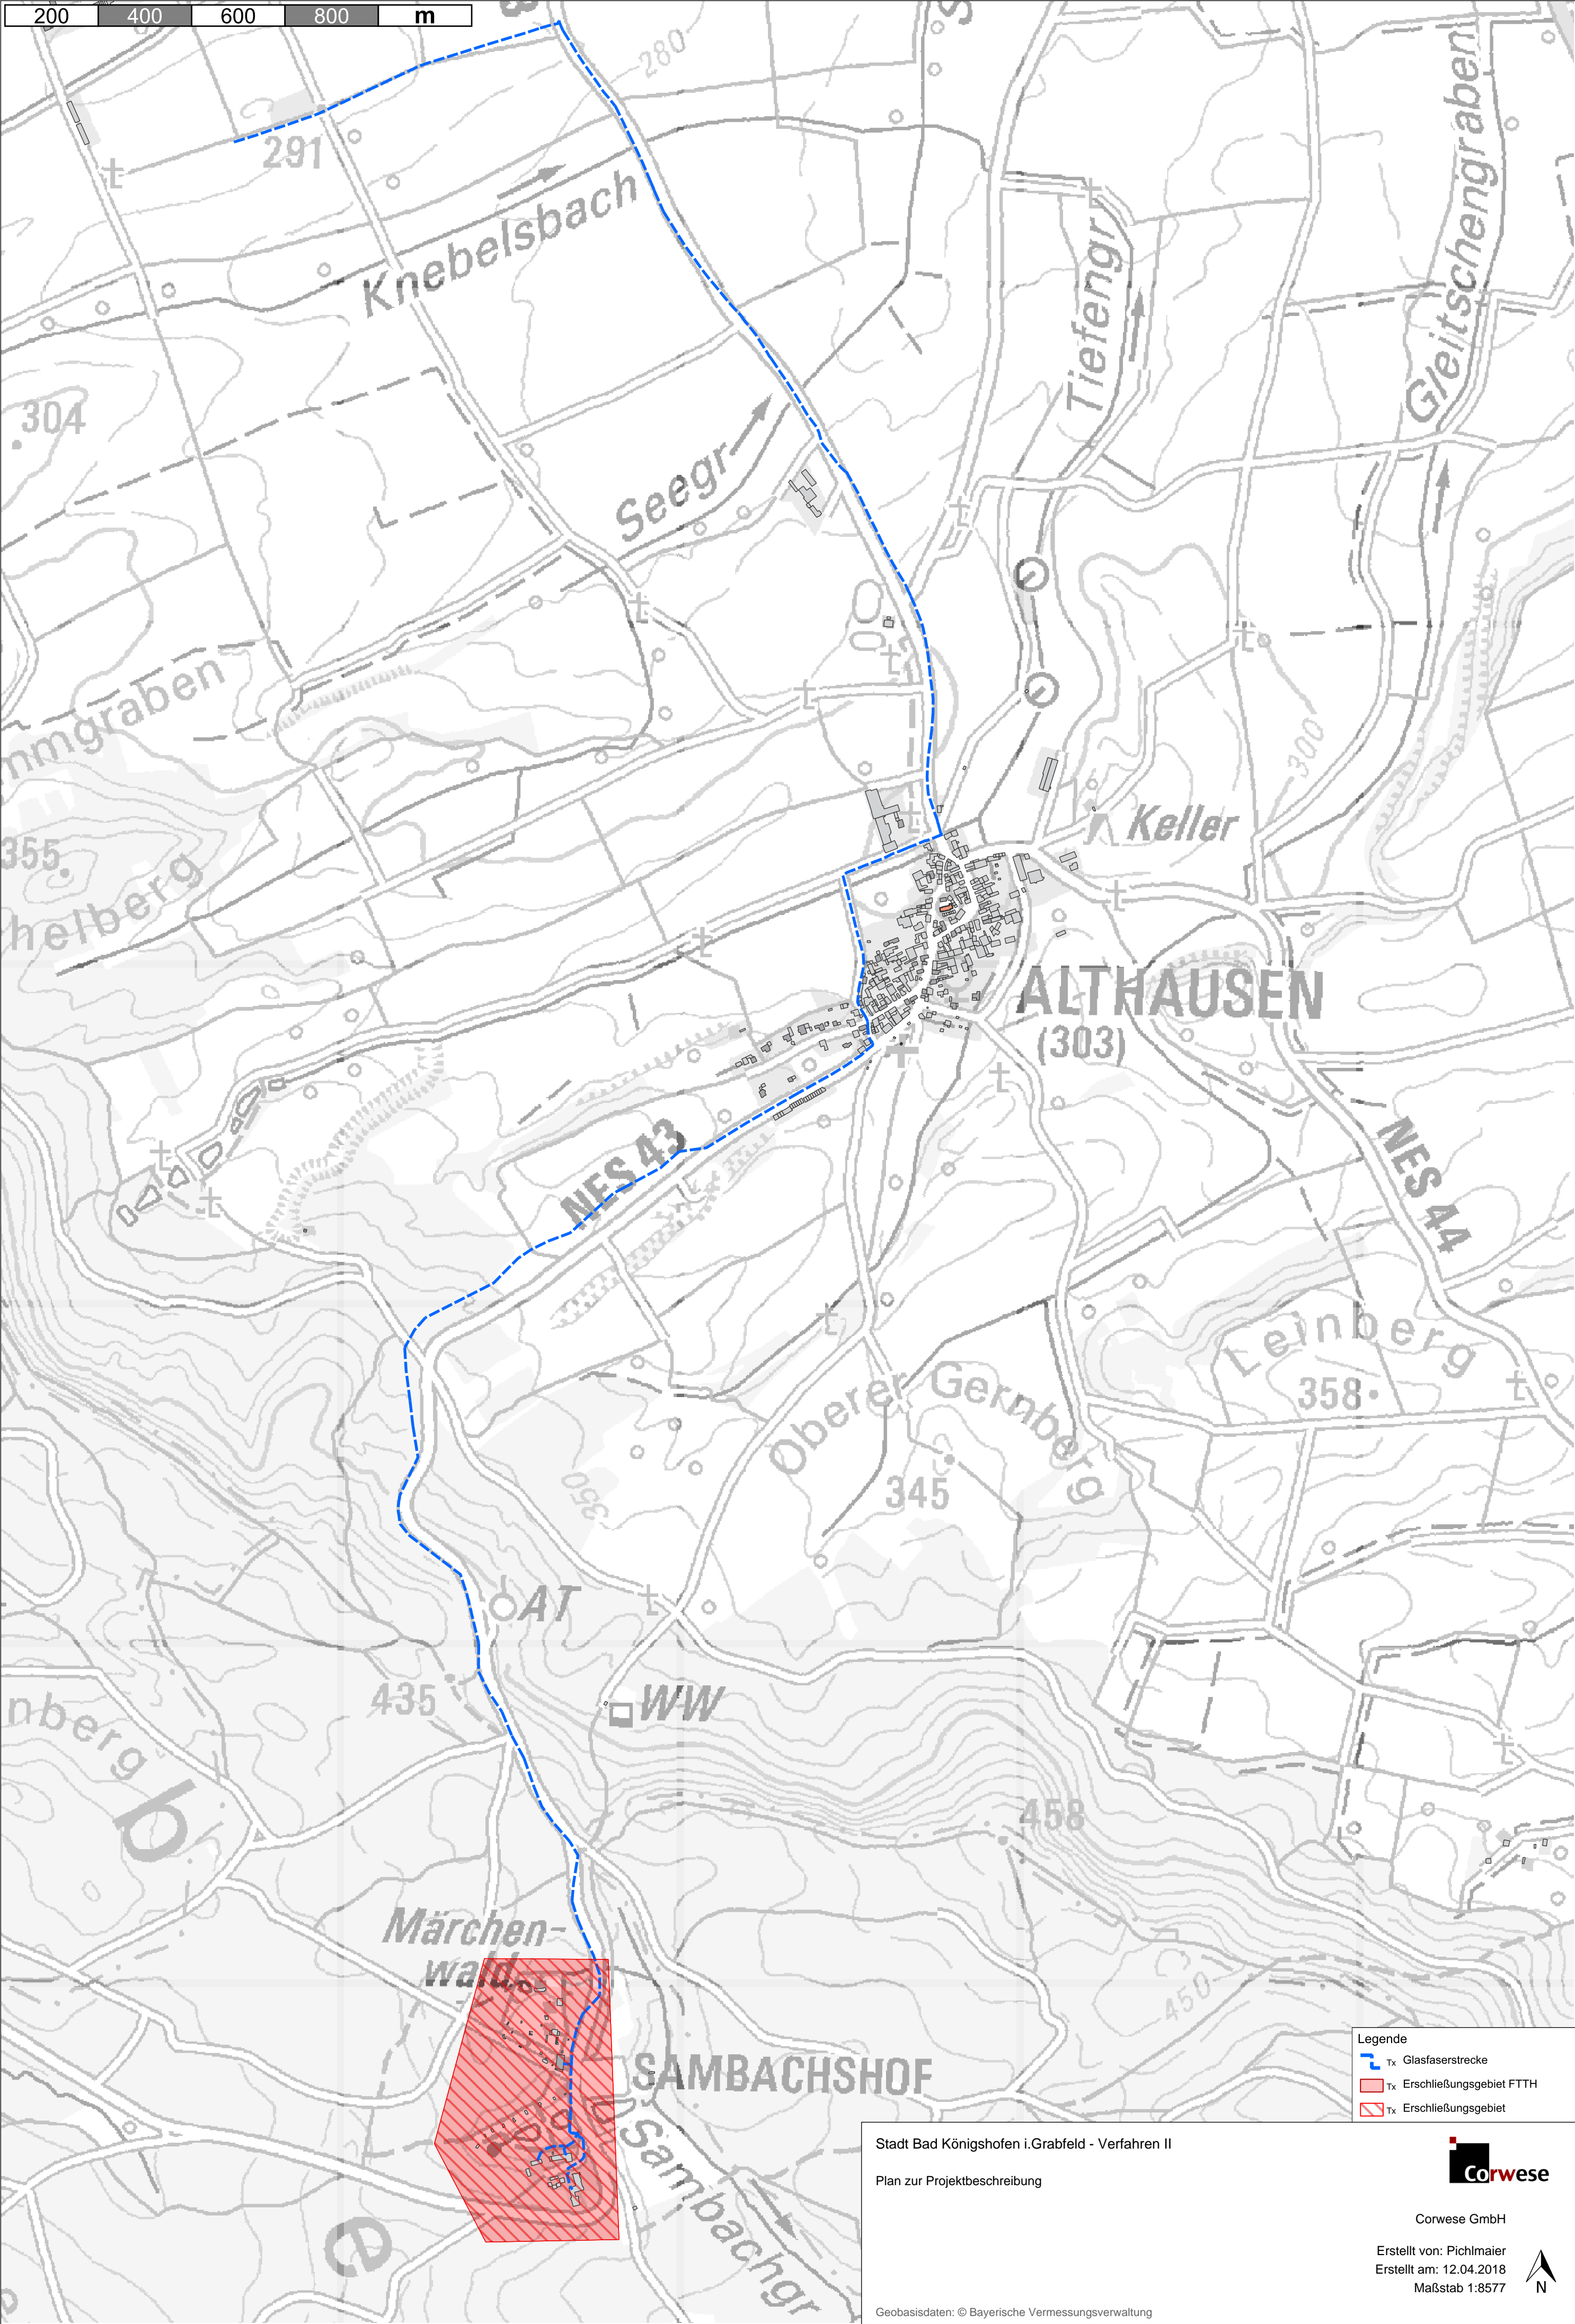 200 400 600 800 m
280
291
Knebelsbach
Tiefengr
Gleitschengraben
304
Seegr
mmgraben
300
Keller
355
helberg
ALTHAUSEN
(303)
NES 43
NES 44
Leinberg
358
Oberer Gernberg
345
350
AT
435
WW
nberg
b
458
Märchen-
wald
450
SAMBACHSHOF
Sambachgr
e
Legende
Tx Glasfaserstrecke
Tx Erschließungsgebiet FTTH
Tx Erschließungsgebiet
Stadt Bad Königshofen i.Grabfeld - Verfahren II
Plan zur Projektbeschreibung
Corwese
Corwese GmbH
Erstellt von: Pichlmaier
Erstellt am: 12.04.2018
Maßstab 1:8577
N
Geobasisdaten: © Bayerische Vermessungsverwaltung